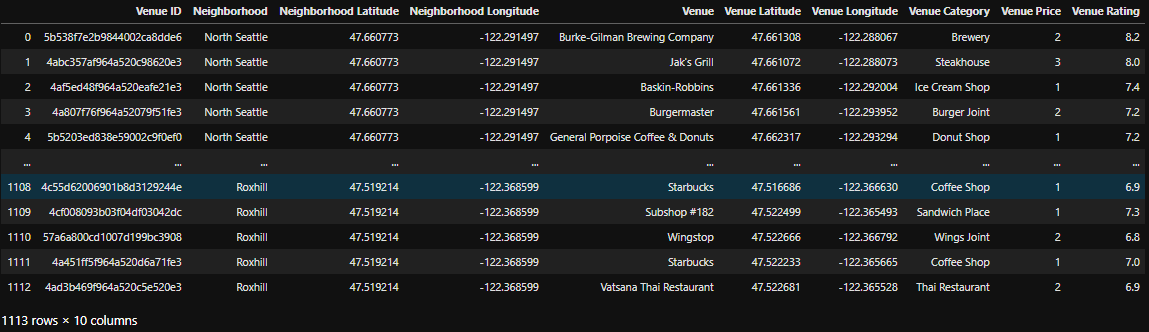 Venue ID Neighborhood Neighborhood Latitude Neighborhood Longitude Venue Venue Latitude Venue Longitude Venue Category Venue Price Venue Rating
0 5b538f7e2b9844002ca8dde6 North Seattle 47.660773 -122.291497 Burke-Gilman Brewing Company 47.661308 -122.288067 Brewery 2 8.2
1 4abc357af964a520c98620e3 North Seattle 47.660773 -122.291497 Jak's Grill 47.661072 -122.288073 Steakhouse 3 8.0
2 4af5ed48f964a520eafe21e3 North Seattle 47.660773 -122.291497 Baskin-Robbins 47.661336 -122.292004 Ice Cream Shop 1 7.4
3 4a807f76f964a52079f51fe3 North Seattle 47.660773 -122.291497 Burgermaster 47.661561 -122.293952 Burger Joint 2 7.2
4 5b5203ed838e59002c9f0ef0 North Seattle 47.660773 -122.291497 General Porpoise Coffee & Donuts 47.662317 -122.293294 Donut Shop 1 7.2
... ... ... ... ... ... ... ... ... ... ...
1108 4c55d62006901b8d3129244e Roxhill 47.519214 -122.368599 Starbucks 47.516686 -122.366630 Coffee Shop 1 6.9
1109 4cf008093b03f04df03042dc Roxhill 47.519214 -122.368599 Subshop #182 47.522499 -122.365493 Sandwich Place 1 7.3
1110 57a6a800cd1007d199bc3908 Roxhill 47.519214 -122.368599 Wingstop 47.522666 -122.366792 Wings Joint 2 6.8
1111 4a451ff5f964a520d6a71fe3 Roxhill 47.519214 -122.368599 Starbucks 47.522233 -122.365665 Coffee Shop 1 7.0
1112 4ad3b469f964a520c5e520e3 Roxhill 47.519214 -122.368599 Vatsana Thai Restaurant 47.522681 -122.365528 Thai Restaurant 2 6.9
1113 rows × 10 columns